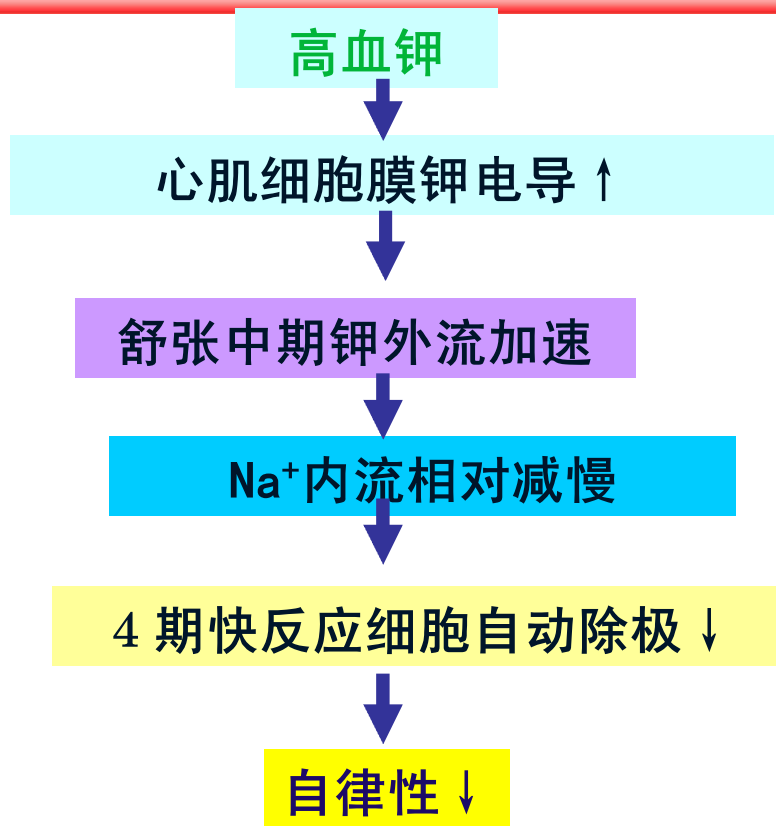 高血钾
心肌细胞膜钾电导↑
舒张中期钾外流加速
Na⁺内流相对减慢
4 期快反应细胞自动除极↓
自律性↓